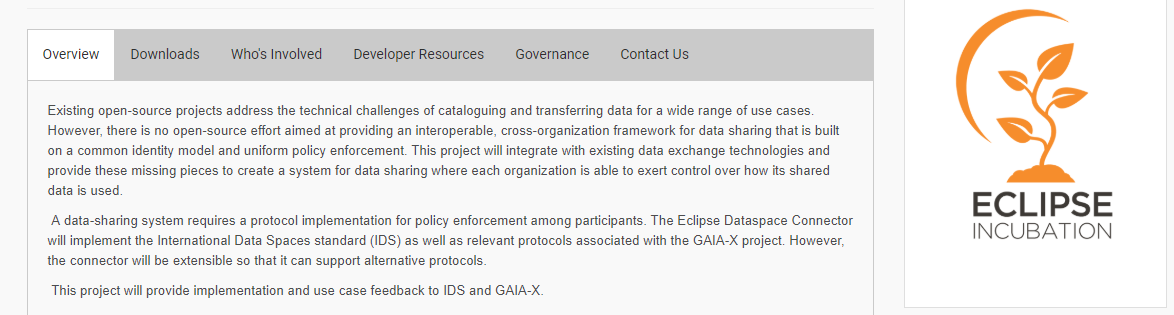 Overview Downloads Who's Involved Developer Resources Governance Contact Us
Existing open-source projects address the technical challenges of cataloguing and transferring data for a wide range of use cases.
However, there is no open-source effort aimed at providing an interoperable, cross-organization framework for data sharing that is built
on a common identity model and uniform policy enforcement. This project will integrate with existing data exchange technologies and
provide these missing pieces to create a system for data sharing where each organization is able to exert control over how its shared
data is used.
A data-sharing system requires a protocol implementation for policy enforcement among participants. The Eclipse Dataspace Connector
will implement the International Data Spaces standard (IDS) as well as relevant protocols associated with the GAIA-X project. However,
the connector will be extensible so that it can support alternative protocols.
This project will provide implementation and use case feedback to IDS and GAIA-X.
ECLIPSE
INCUBATION